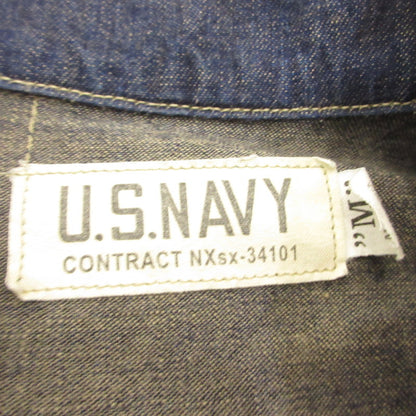 U.S.NAVY
CONTRACT NXsx-34101
"M"